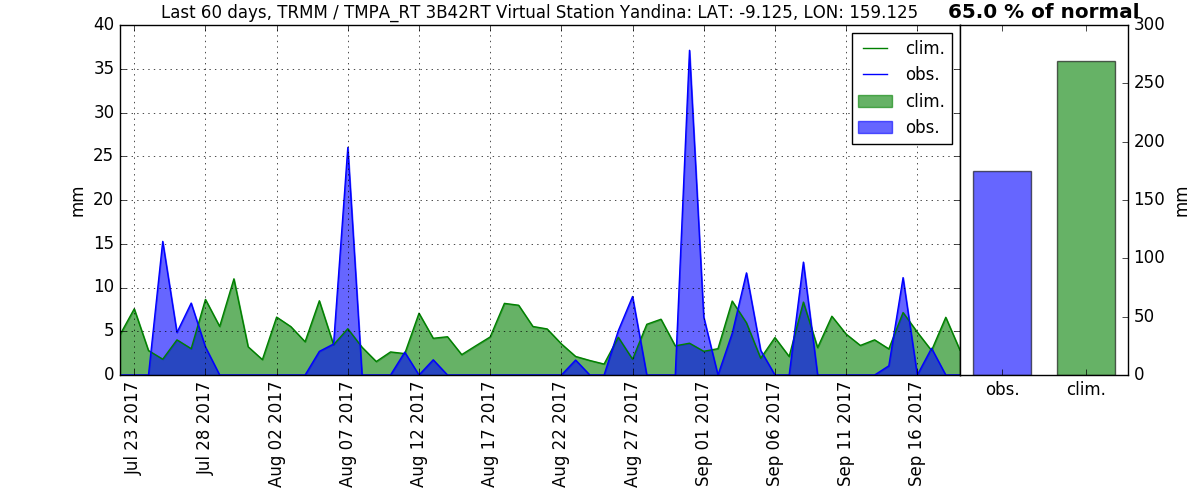 Last 60 days, TRMM / TMPA_RT 3B42RT Virtual Station Yandina: LAT: -9.125, LON: 159.125
65.0 % of normal
40
35
30
25
20
15
10
5
0
mm
clim.
obs.
clim.
obs.
Jul 23 2017
Jul 28 2017
Aug 02 2017
Aug 07 2017
Aug 12 2017
Aug 17 2017
Aug 22 2017
Aug 27 2017
Sep 01 2017
Sep 06 2017
Sep 11 2017
Sep 16 2017
obs.
clim.
300
250
200
150
100
50
0
mm